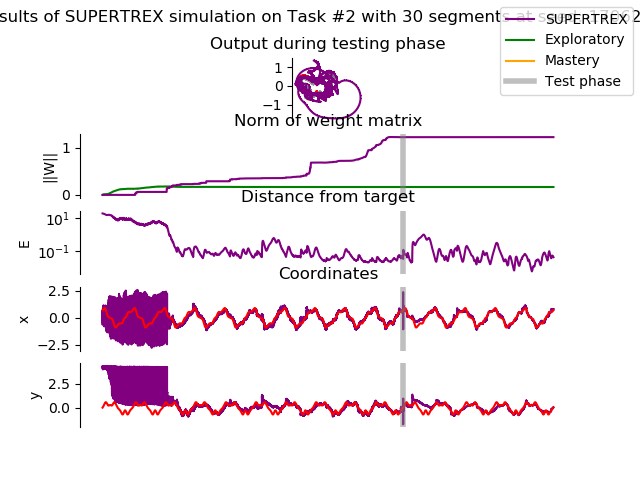 sults of SUPERTREX simulation on Task #2 with 30 segments at
SUPERTREX
Exploratory
Mastery
Test phase
Output during testing phase
1
0
−1
Norm of weight matrix
||W||
1
0
Distance from target
E
10¹
10⁻¹
Coordinates
x
2.5
0.0
−2.5
y
2.5
0.0